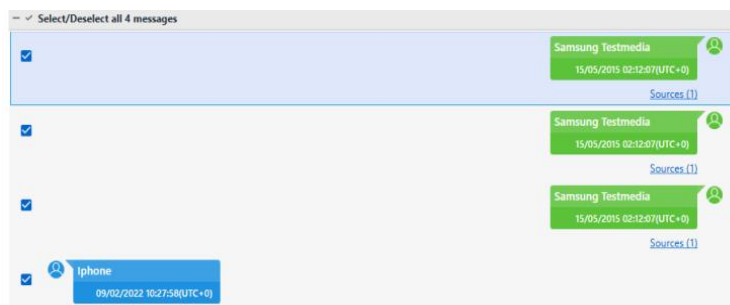 Select/Deselect all 4 messages
Samsung Testmedia
15/05/2015 02:12:07(UTC+0)
Sources (1)
Samsung Testmedia
15/05/2015 02:12:07(UTC+0)
Sources (1)
Samsung Testmedia
15/05/2015 02:12:07(UTC+0)
Sources (1)
Iphone
09/02/2022 10:27:58(UTC+0)